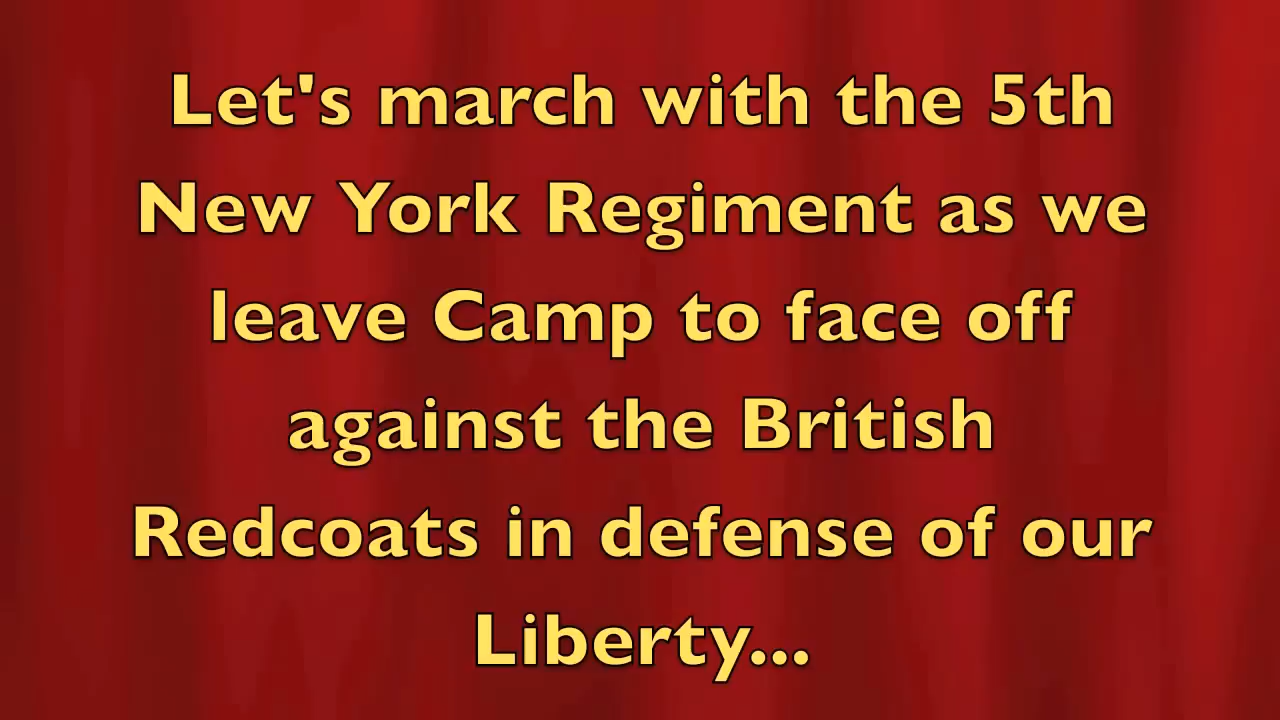 Let's march with the 5th
New York Regiment as we
leave Camp to face off
against the British
Redcoats in defense of our
Liberty...